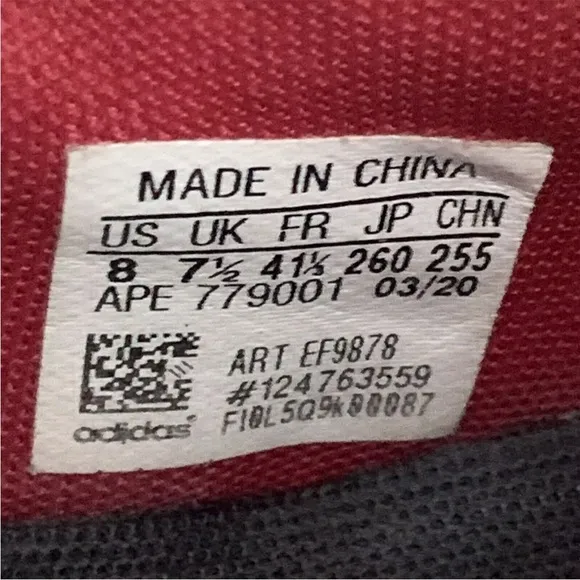 MADE IN CHINA
US UK FR JP CHN
8 7½ 41⅓ 260 255
APE 779001 03/20
ART EF9878
#124763559
FI0L5Q9k00087
adidas